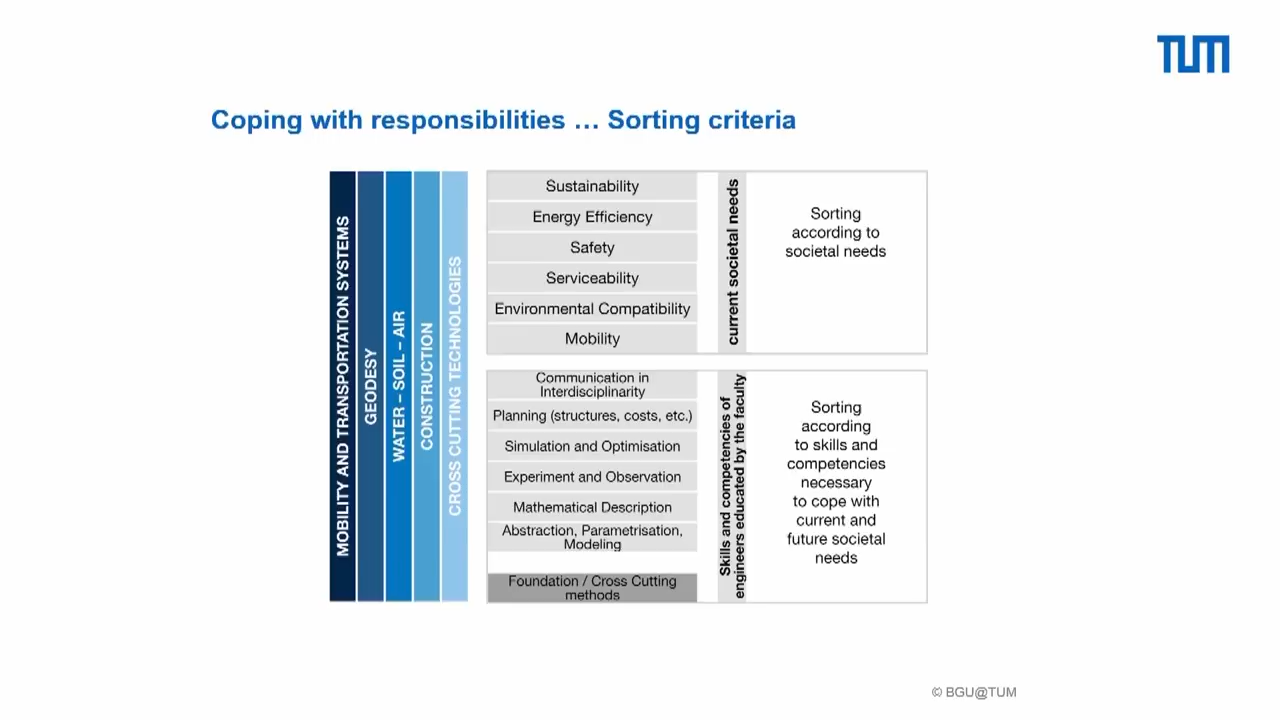 TUM
Coping with responsibilities … Sorting criteria
MOBILITY AND TRANSPORTATION SYSTEMS
GEODESY
WATER – SOIL – AIR
CONSTRUCTION
CROSS CUTTING TECHNOLOGIES
Sustainability
Energy Efficiency
Safety
Serviceability
Environmental Compatibility
Mobility
current societal needs
Sorting
according to
societal needs
Communication in
Interdisciplinarity
Planning (structures, costs, etc.)
Simulation and Optimisation
Experiment and Observation
Mathematical Description
Abstraction, Parametrisation,
Modeling
Foundation / Cross Cutting
methods
Skills and competencies of
engineers educated by the faculty
Sorting
according
to skills and
competencies
necessary
to cope with
current and
future societal
needs
© BGU@TUM